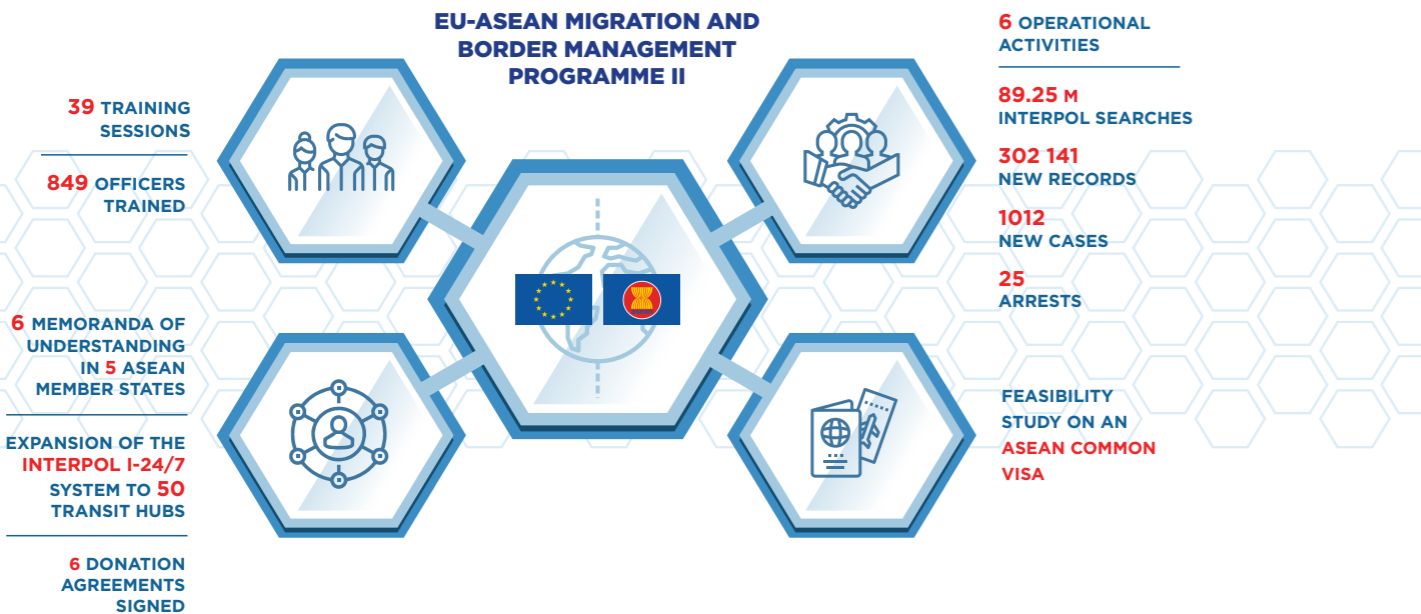 EU-ASEAN MIGRATION AND
BORDER MANAGEMENT
PROGRAMME II
39 TRAINING
SESSIONS
849 OFFICERS
TRAINED
6 MEMORANDA OF
UNDERSTANDING
IN 5 ASEAN
MEMBER STATES
EXPANSION OF THE
INTERPOL I-24/7
SYSTEM TO 50
TRANSIT HUBS
6 DONATION
AGREEMENTS
SIGNED
6 OPERATIONAL
ACTIVITIES
89.25 M
INTERPOL SEARCHES
302 141
NEW RECORDS
1012
NEW CASES
25
ARRESTS
FEASIBILITY
STUDY ON AN
ASEAN COMMON
VISA